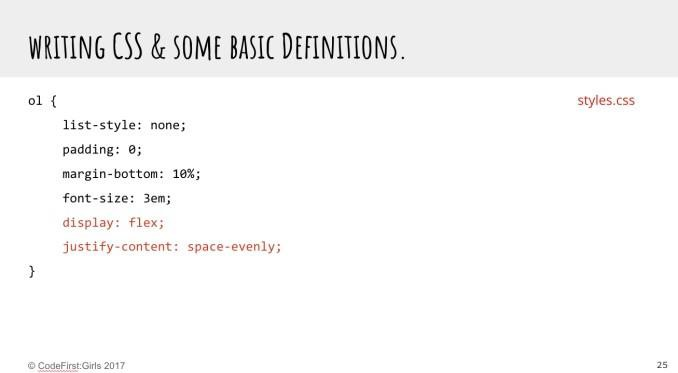 WRITING CSS & SOME BASIC DEFINITIONS.
styles.css
ol {
list-style: none;
padding: 0;
margin-bottom: 10%;
font-size: 3em;
display: flex;
justify-content: space-evenly;
}
© CodeFirst:Girls 2017
25